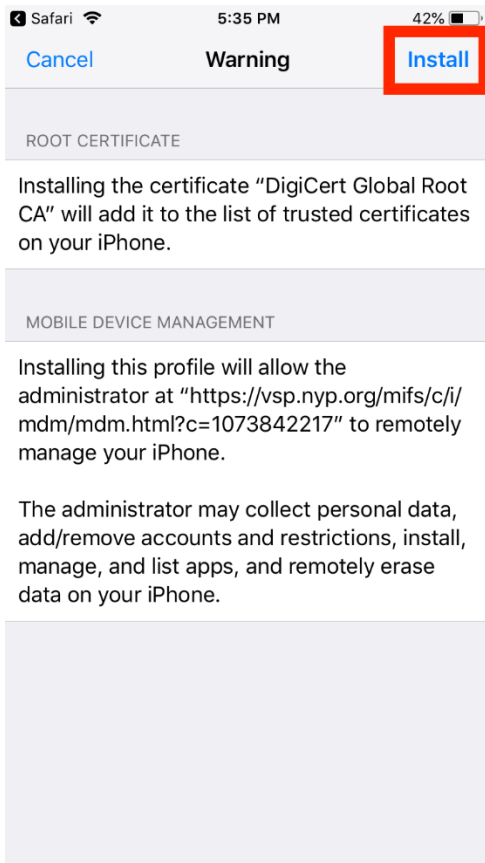 Safari 5:35 PM 42%
Cancel Warning Install
ROOT CERTIFICATE
Installing the certificate “DigiCert Global Root
CA” will add it to the list of trusted certificates
on your iPhone.
MOBILE DEVICE MANAGEMENT
Installing this profile will allow the
administrator at “https://vsp.nyp.org/mifs/c/i/
mdm/mdm.html?c=1073842217” to remotely
manage your iPhone.
The administrator may collect personal data,
add/remove accounts and restrictions, install,
manage, and list apps, and remotely erase
data on your iPhone.